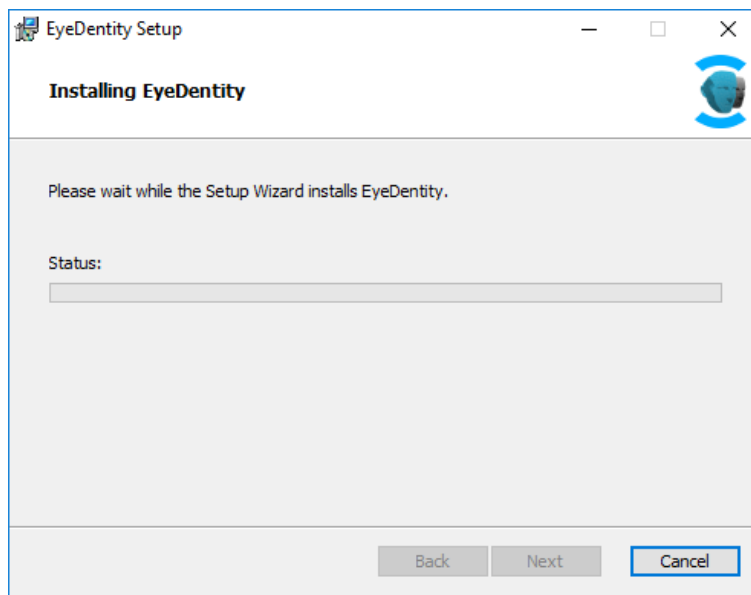 EyeDentity Setup
Installing EyeDentity
Please wait while the Setup Wizard installs EyeDentity.
Status:
Back Next Cancel